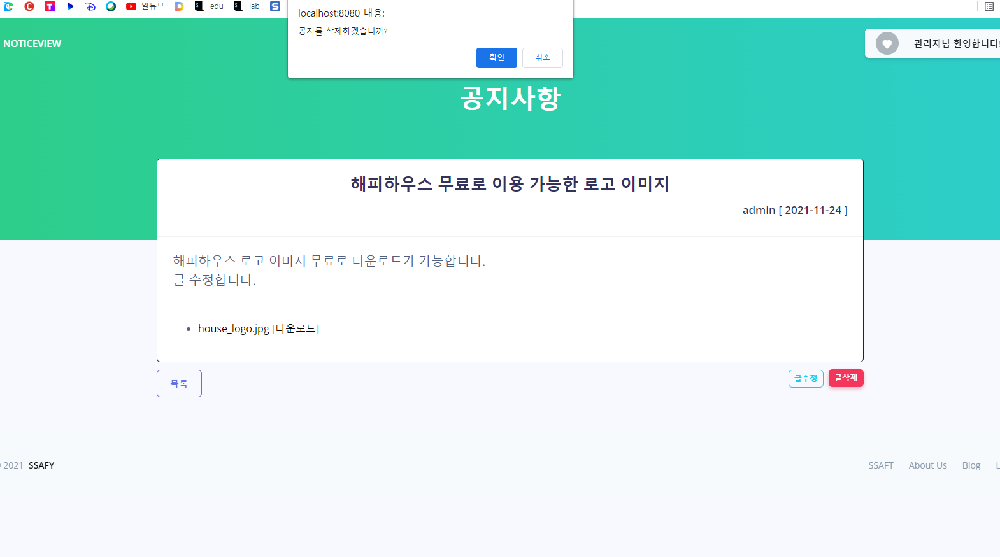 알튜브
edu
lab
localhost:8080 내용:
공지를 삭제하겠습니까?
확인
취소
NOTICEVIEW
관리자님 환영합니다!
공지사항
해피하우스 무료로 이용 가능한 로고 이미지
admin [ 2021-11-24 ]
해피하우스 로고 이미지 무료로 다운로드가 가능합니다.
글 수정합니다.
house_logo.jpg [다운로드]
목록
글수정
글삭제
© 2021 SSAFY
SSAFT
About Us
Blog
L